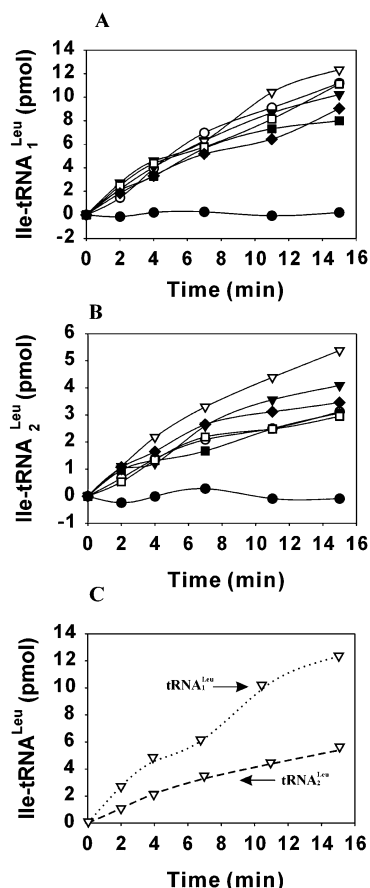 A
Ile-tRNA₁ᴸᵉᵘ (pmol)
14
12
10
8
6
4
2
0
-2
0 2 4 6 8 10 12 14 16
Time (min)
B
Ile-tRNA₂ᴸᵉᵘ (pmol)
6
5
4
3
2
1
0
-1
0 2 4 6 8 10 12 14 16
Time (min)
C
Ile-tRNAᴸᵉᵘ (pmol)
14
12
10
8
6
4
2
0
tRNA₁ᴸᵉᵘ
tRNA₂ᴸᵉᵘ
0 2 4 6 8 10 12 14 16
Time (min)